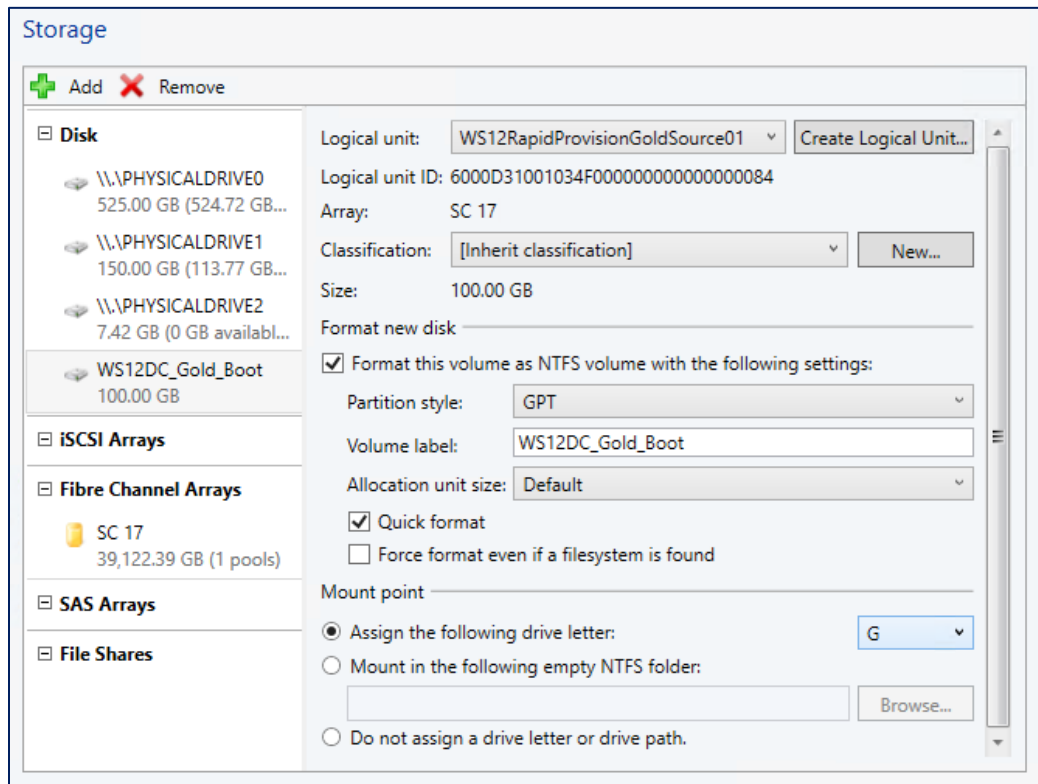 Storage
Add Remove
Disk
\\.\PHYSICALDRIVE0
525.00 GB (524.72 GB...
\\.\PHYSICALDRIVE1
150.00 GB (113.77 GB...
\\.\PHYSICALDRIVE2
7.42 GB (0 GB availabl...
WS12DC_Gold_Boot
100.00 GB
iSCSI Arrays
Fibre Channel Arrays
SC 17
39,122.39 GB (1 pools)
SAS Arrays
File Shares
Logical unit: WS12RapidProvisionGoldSource01 Create Logical Unit...
Logical unit ID: 6000D31001034F000000000000000084
Array: SC 17
Classification: [Inherit classification] New...
Size: 100.00 GB
Format new disk
Format this volume as NTFS volume with the following settings:
Partition style: GPT
Volume label: WS12DC_Gold_Boot
Allocation unit size: Default
Quick format
Force format even if a filesystem is found
Mount point
Assign the following drive letter: G
Mount in the following empty NTFS folder:
Browse...
Do not assign a drive letter or drive path.